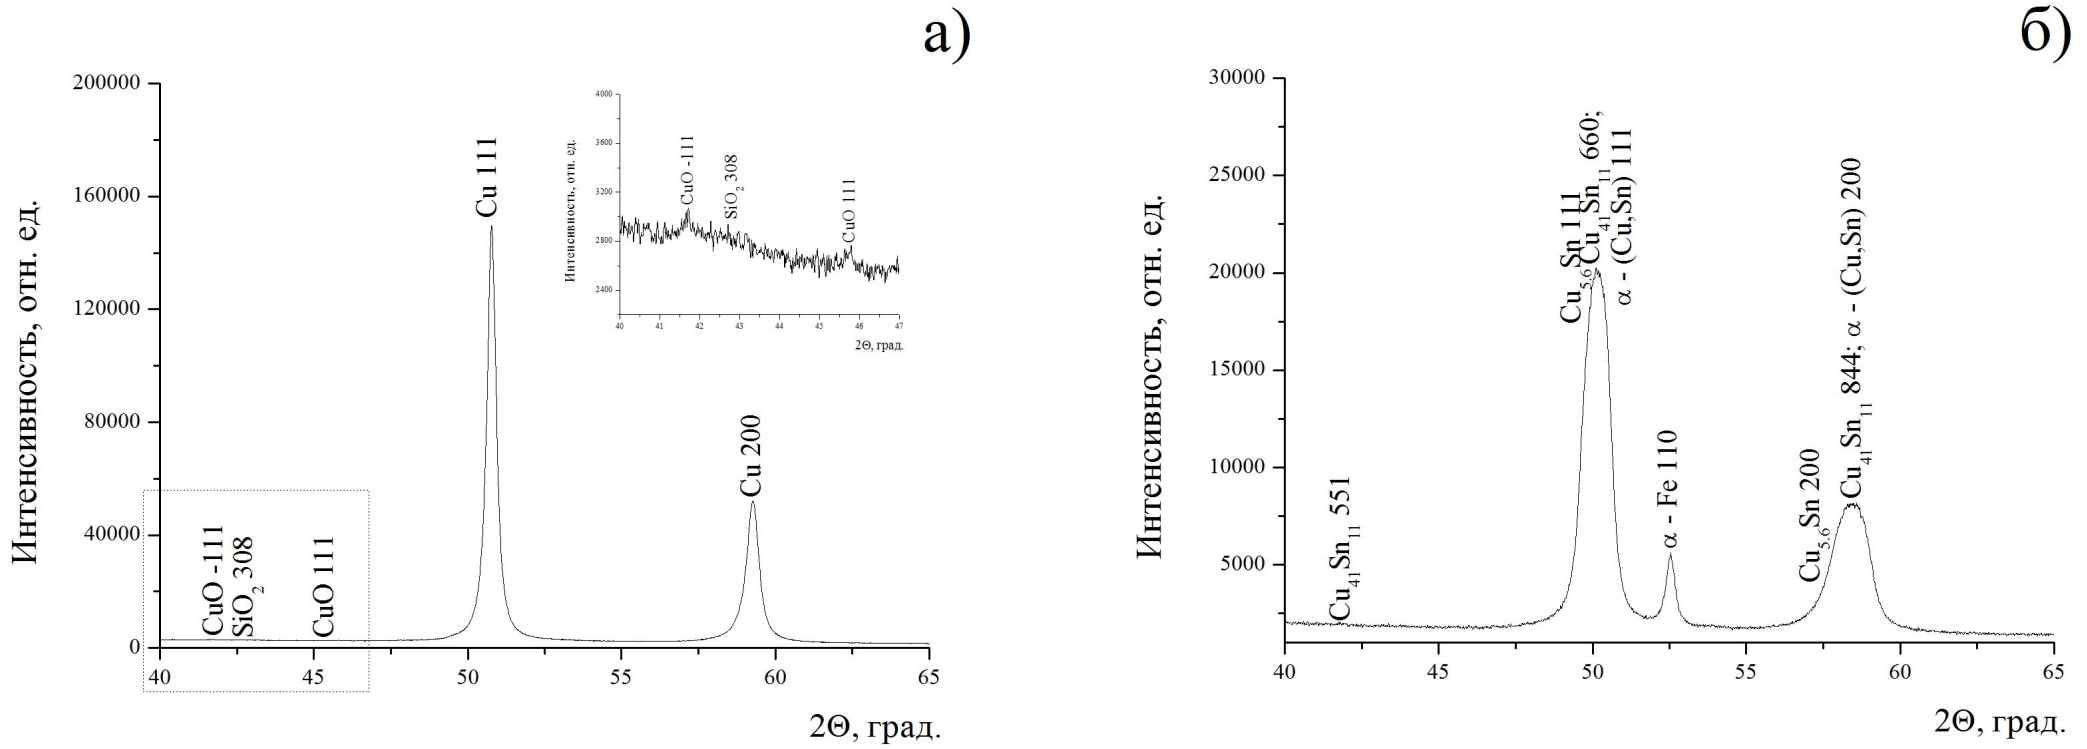 а)
200000
160000
120000
80000
40000
0
40
45
50
55
60
65
Интенсивность, отн. ед.
2Θ, град.
CuO -111
SiO₂ 308
CuO 111
Cu 111
Cu 200
4000
3600
3200
2800
2400
40
41
42
43
44
45
46
47
Интенсивность, отн. ед.
2Θ, град.
CuO -111
SiO₂ 308
CuO 111
б)
30000
25000
20000
15000
10000
5000
40
45
50
55
60
65
Интенсивность, отн. ед.
2Θ, град.
Cu₄₁Sn₁₁ 551
Cu₅.₆Sn 111
Cu₄₁Sn₁₁ 660;
α - (Cu,Sn) 111
α - Fe 110
Cu₅.₆Sn 200
Cu₄₁Sn₁₁ 844; α - (Cu,Sn) 200